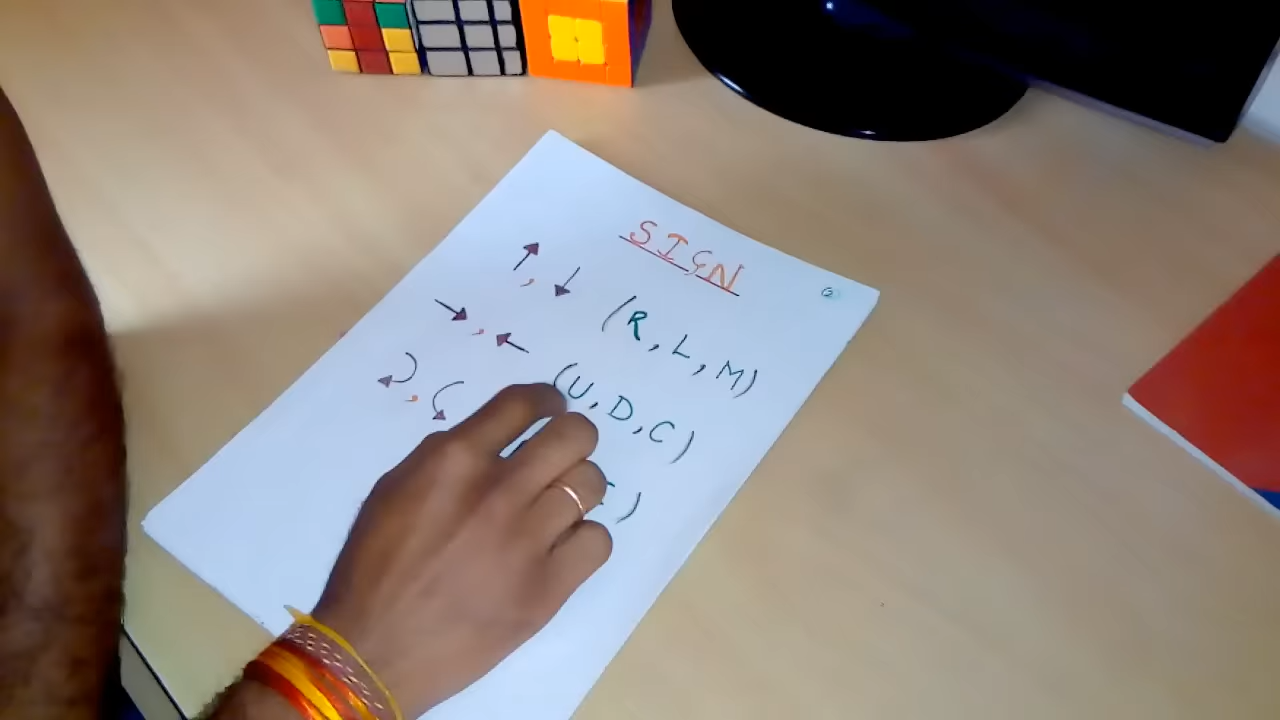 SIGN
↑, ↓ (R, L, M)
→, ← (U, D, C)